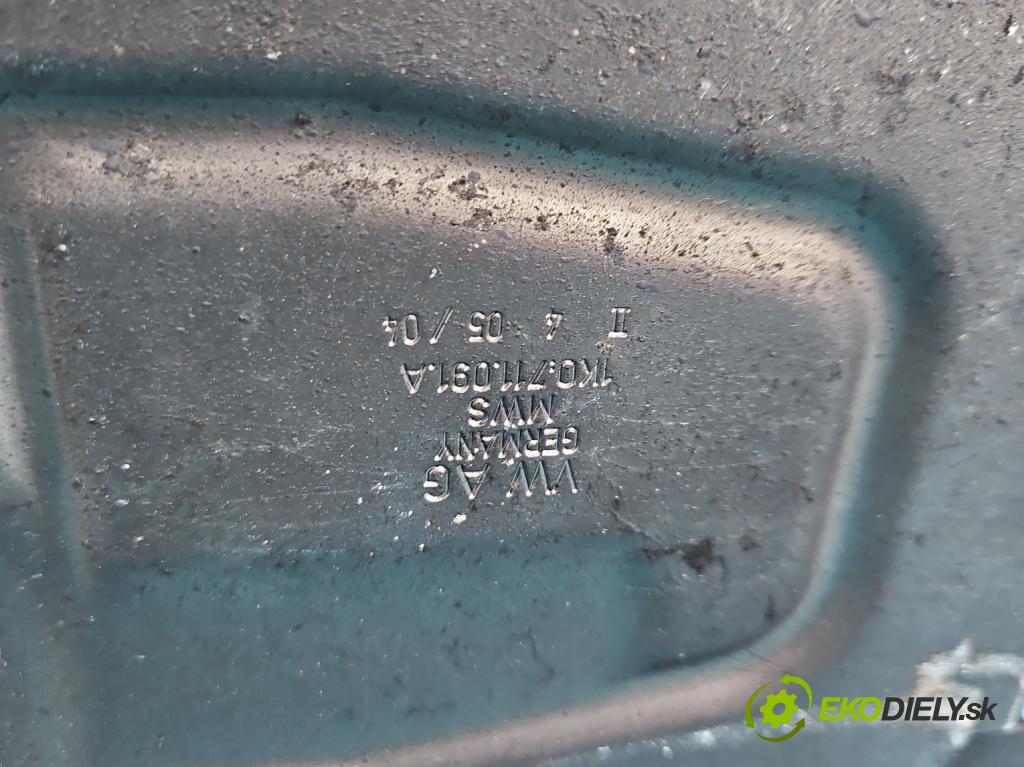 VW AG
GERMANY
MWS
1K0.711.091.A
II 4 05/04
EKODIELY.sk